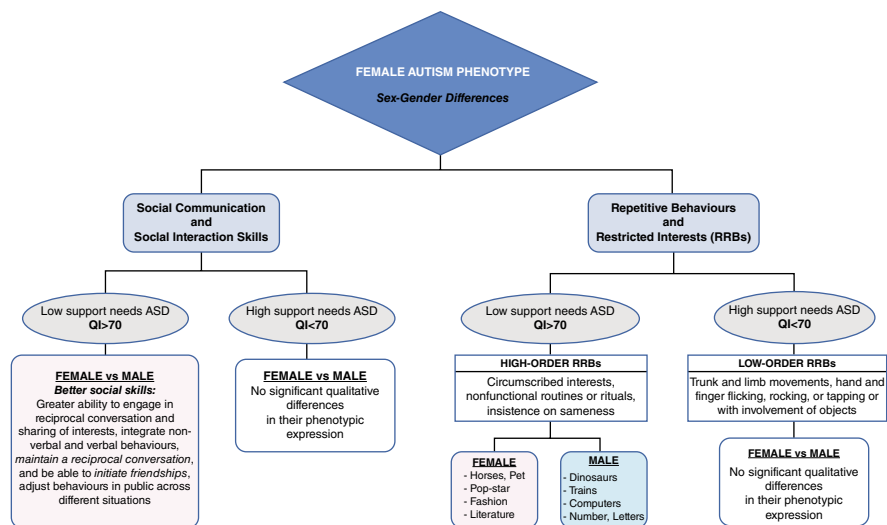 FEMALE AUTISM PHENOTYPE
Sex-Gender Differences
Social Communication
and
Social Interaction Skills
Repetitive Behaviours
and
Restricted Interests (RRBs)
Low support needs ASD
QI>70
High support needs ASD
QI<70
Low support needs ASD
QI>70
High support needs ASD
QI<70
FEMALE vs MALE
Better social skills:
Greater ability to engage in
reciprocal conversation and
sharing of interests, integrate non-
verbal and verbal behaviours,
maintain a reciprocal conversation,
and be able to initiate friendships,
adjust behaviours in public across
different situations
FEMALE vs MALE
No significant qualitative
differences
in their phenotypic
expression
HIGH-ORDER RRBs
Circumscribed interests,
nonfunctional routines or rituals,
insistence on sameness
FEMALE
- Horses, Pet
- Pop-star
- Fashion
- Literature
MALE
- Dinosaurs
- Trains
- Computers
- Number, Letters
LOW-ORDER RRBs
Trunk and limb movements, hand and
finger flicking, rocking, or tapping or
with involvement of objects
FEMALE vs MALE
No significant qualitative
differences
in their phenotypic
expression